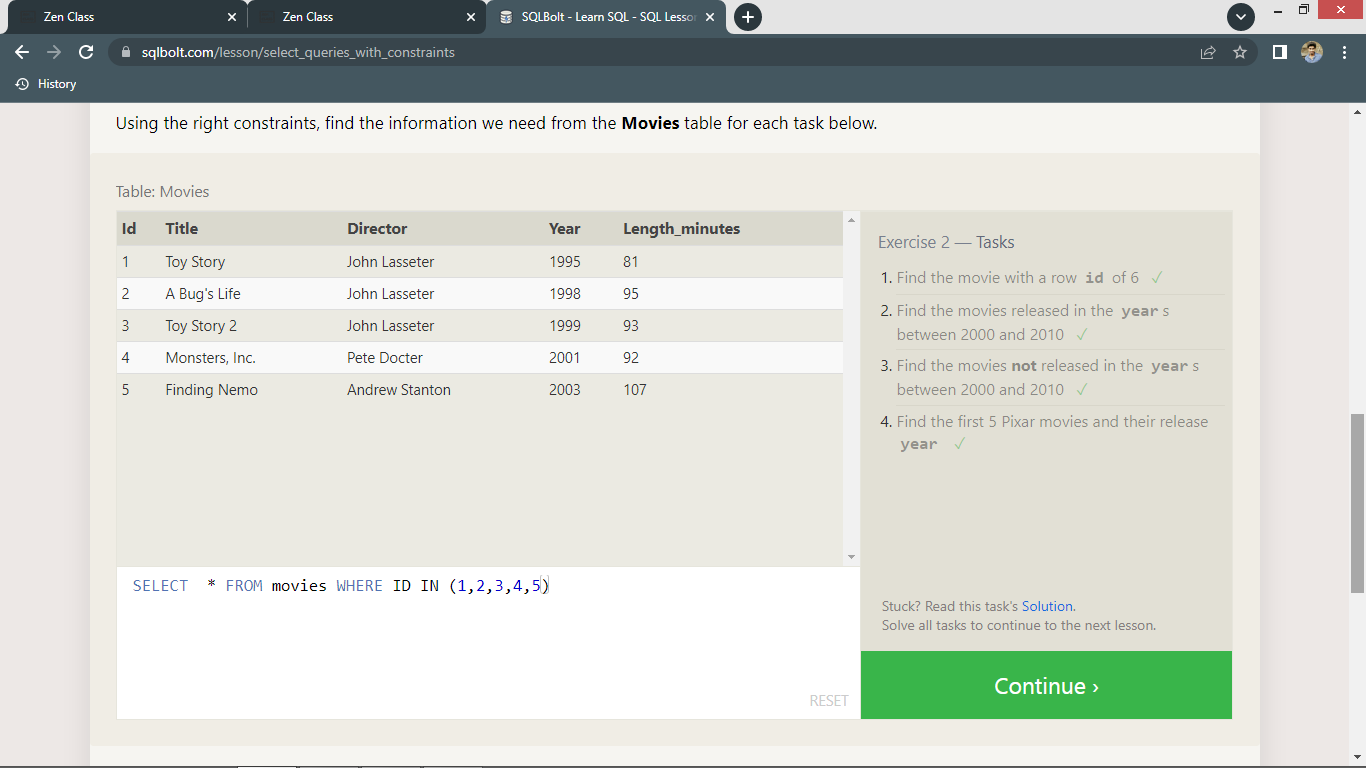 Zen Class
Zen Class
SQLBolt - Learn SQL - SQL Lesso
sqlbolt.com/lesson/select_queries_with_constraints
History
Using the right constraints, find the information we need from the Movies table for each task below.
Table: Movies
Id Title Director Year Length_minutes
1 Toy Story John Lasseter 1995 81
2 A Bug's Life John Lasseter 1998 95
3 Toy Story 2 John Lasseter 1999 93
4 Monsters, Inc. Pete Docter 2001 92
5 Finding Nemo Andrew Stanton 2003 107
SELECT  * FROM movies WHERE ID IN (1,2,3,4,5)
RESET
Exercise 2 — Tasks
1. Find the movie with a row id of 6 ✓
2. Find the movies released in the year s
between 2000 and 2010 ✓
3. Find the movies not released in the year s
between 2000 and 2010 ✓
4. Find the first 5 Pixar movies and their release
year ✓
Stuck? Read this task's Solution.
Solve all tasks to continue to the next lesson.
Continue ›